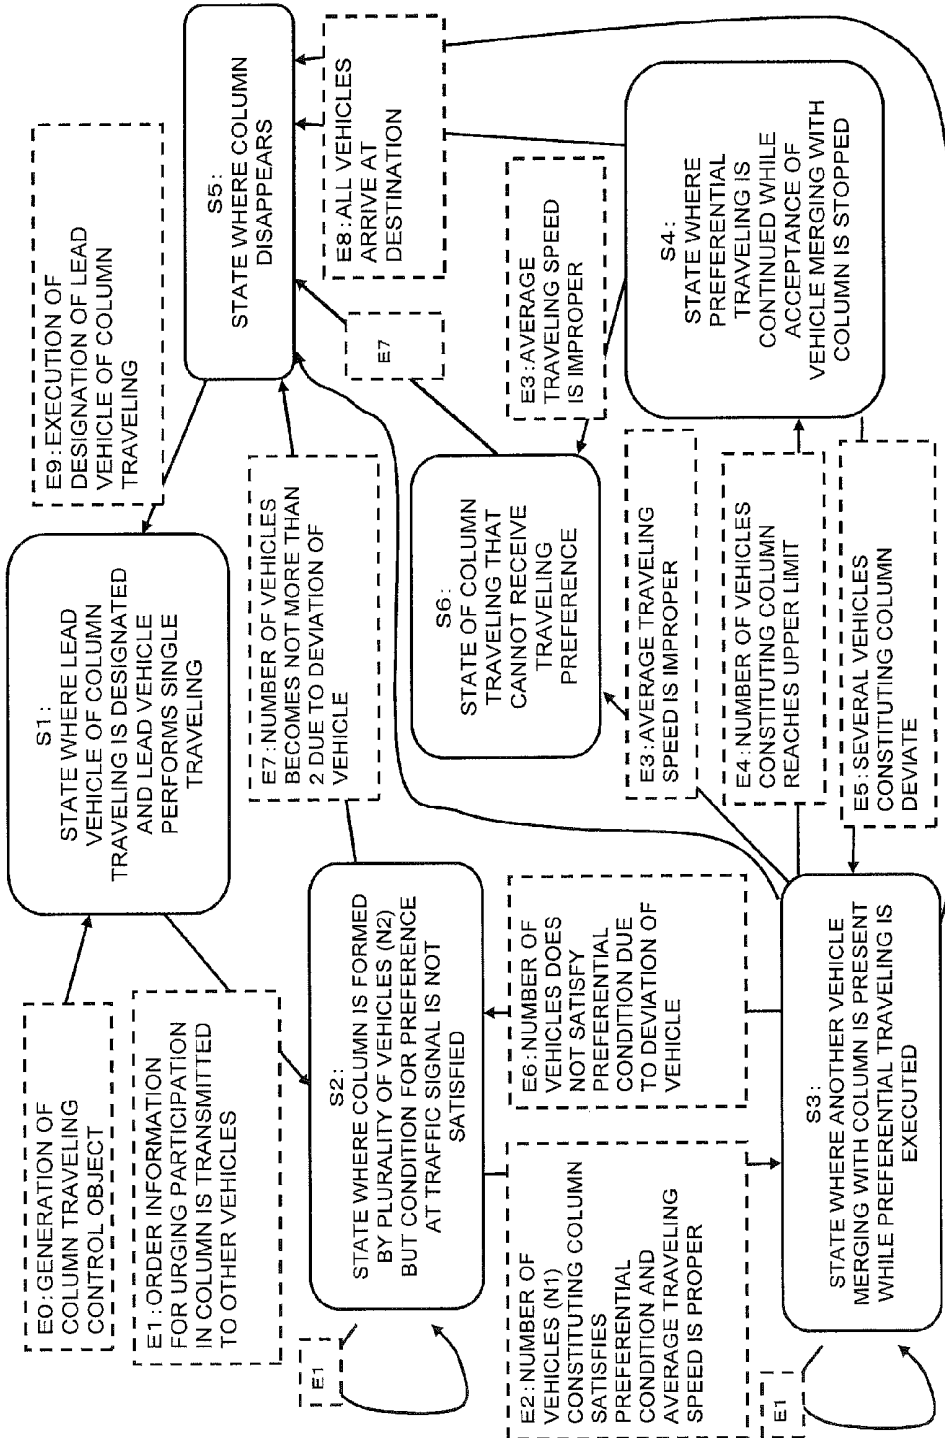 E0:GENERATION OF
COLUMN TRAVELING
CONTROL OBJECT
S1:
STATE WHERE LEAD
VEHICLE OF COLUMN
TRAVELING IS DESIGNATED
AND LEAD VEHICLE
PERFORMS SINGLE
TRAVELING
E9:EXECUTION OF
DESIGNATION OF LEAD
VEHICLE OF COLUMN
TRAVELING
E1:ORDER INFORMATION
FOR URGING PARTICIPATION
IN COLUMN IS TRANSMITTED
TO OTHER VEHICLES
S5:
STATE WHERE COLUMN
DISAPPEARS
E7:NUMBER OF VEHICLES
BECOMES NOT MORE THAN
2 DUE TO DEVIATION OF
VEHICLE
E7
E8:ALL VEHICLES
ARRIVE AT
DESTINATION
E1
S2:
STATE WHERE COLUMN IS FORMED
BY PLURALITY OF VEHICLES (N2)
BUT CONDITION FOR PREFERENCE
AT TRAFFIC SIGNAL IS NOT
SATISFIED
S6:
STATE OF COLUMN
TRAVELING THAT
CANNOT RECEIVE
TRAVELING
PREFERENCE
E3:AVERAGE
TRAVELING SPEED
IS IMPROPER
E2:NUMBER OF
VEHICLES (N1)
CONSTITUTING COLUMN
SATISFIES
PREFERENTIAL
CONDITION AND
AVERAGE TRAVELING
SPEED IS PROPER
E6:NUMBER OF
VEHICLES DOES
NOT SATISFY
PREFERENTIAL
CONDITION DUE
TO DEVIATION OF
VEHICLE
E3:AVERAGE TRAVELING
SPEED IS IMPROPER
S4:
STATE WHERE
PREFERENTIAL
TRAVELING IS
CONTINUED WHILE
ACCEPTANCE OF
VEHICLE MERGING WITH
COLUMN IS STOPPED
E4:NUMBER OF VEHICLES
CONSTITUTING COLUMN
REACHES UPPER LIMIT
E5:SEVERAL VEHICLES
CONSTITUTING COLUMN
DEVIATE
E1
S3:
STATE WHERE ANOTHER VEHICLE
MERGING WITH COLUMN IS PRESENT
WHILE PREFERENTIAL TRAVELING IS
EXECUTED